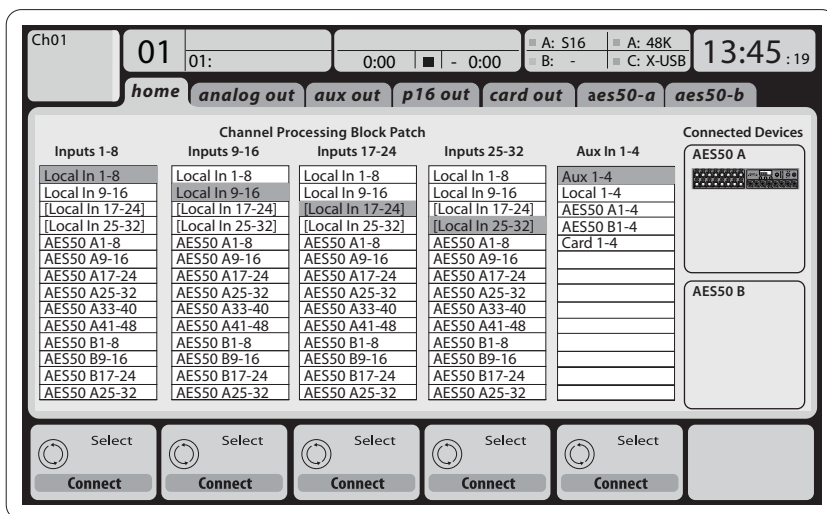 Ch01
01
01:
0:00
- 0:00
A: S16
A: 48K
B: -
C: X-USB
13:45 :19
home
analog out
aux out
p16 out
card out
aes50-a
aes50-b
Channel Processing Block Patch
Connected Devices
Inputs 1-8
Inputs 9-16
Inputs 17-24
Inputs 25-32
Aux In 1-4
Local In 1-8
Local In 9-16
[Local In 17-24]
[Local In 25-32]
AES50 A1-8
AES50 A9-16
AES50 A17-24
AES50 A25-32
AES50 A33-40
AES50 A41-48
AES50 B1-8
AES50 B9-16
AES50 B17-24
AES50 A25-32
Local In 1-8
Local In 9-16
[Local In 17-24]
[Local In 25-32]
AES50 A1-8
AES50 A9-16
AES50 A17-24
AES50 A25-32
AES50 A33-40
AES50 A41-48
AES50 B1-8
AES50 B9-16
AES50 B17-24
AES50 A25-32
Local In 1-8
Local In 9-16
[Local In 17-24]
[Local In 25-32]
AES50 A1-8
AES50 A9-16
AES50 A17-24
AES50 A25-32
AES50 A33-40
AES50 A41-48
AES50 B1-8
AES50 B9-16
AES50 B17-24
AES50 A25-32
Local In 1-8
Local In 9-16
[Local In 17-24]
[Local In 25-32]
AES50 A1-8
AES50 A9-16
AES50 A17-24
AES50 A25-32
AES50 A33-40
AES50 A41-48
AES50 B1-8
AES50 B9-16
AES50 B17-24
AES50 A25-32
Aux 1-4
Local 1-4
AES50 A1-4
AES50 B1-4
Card 1-4
AES50 A
AES50 B
Select
Connect
Select
Connect
Select
Connect
Select
Connect
Select
Connect